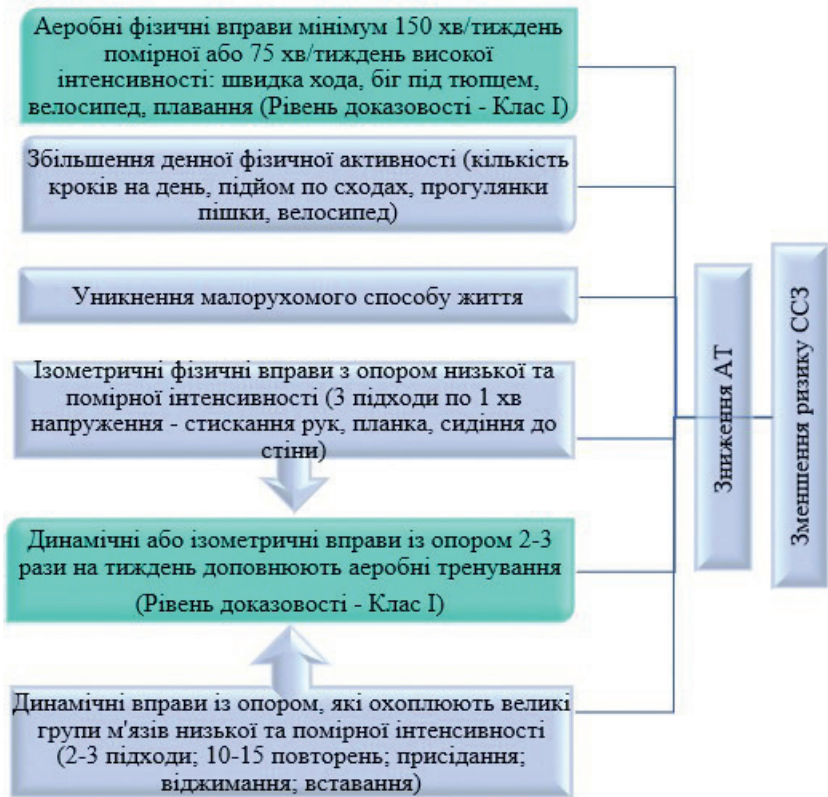 Аеробні фізичні вправи мінімум 150 хв/тиждень
помірної або 75 хв/тиждень високої
інтенсивності: швидка хода, біг під тюпцем,
велосипед, плавання (Рівень доказовості - Клас I)
Збільшення денної фізичної активності (кількість
кроків на день, підйом по сходах, прогулянки
пішки, велосипед)
Уникнення малорухомого способу життя
Ізометричні фізичні вправи з опором низької та
помірної інтенсивності (3 підходи по 1 хв
напруження - стискання рук, планка, сидіння до
стіни)
Динамічні або ізометричні вправи із опором 2-3
рази на тиждень доповнюють аеробні тренування
(Рівень доказовості - Клас I)
Динамічні вправи із опором, які охоплюють великі
групи м'язів низької та помірної інтенсивності
(2-3 підходи; 10-15 повторень; присідання;
віджимання; вставання)
Зниження АТ
Зменшення ризику ССЗ